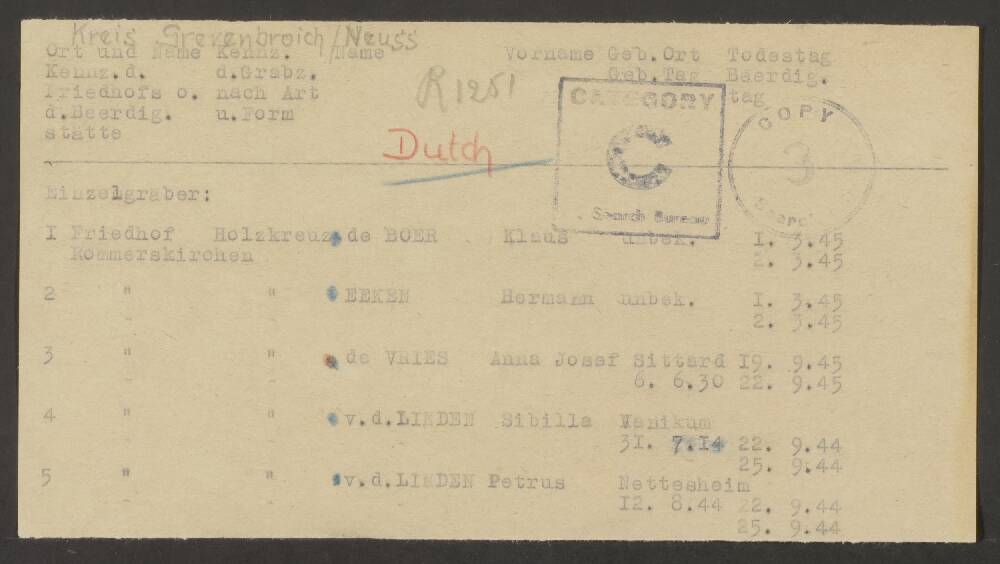 Kreis Grevenbroich/Neuss
Ort und Name Kennz. Name Vorname Geb.Ort Todestag
Kennz.d. d.Grabz. Geb.Tag Beerdig.
Friedhofs o. nach Art tag
d.Beerdig. u.Form
stätte
R1251
CATEGORY
C
Search Bureau
COPY
3
Search
Dutch
Einzelgräber:
I Friedhof Holzkreuz de BOER Klaus unbek. I. 3.45
Rommerskirchen 2. 3.45
2 " " EEKEN Hermann unbek. I. 3.45
2. 3.45
3 " " de VRIES Anna Josef Sittard I9. 9.45
6. 6.30 22. 9.45
4 " " v.d.LINDEN Sibilla Vanikum
3I. 7.I4 22. 9.44
25. 9.44
5 " " v.d.LINDEN Petrus Nettesheim
I2. 8.44 22. 9.44
25. 9.44